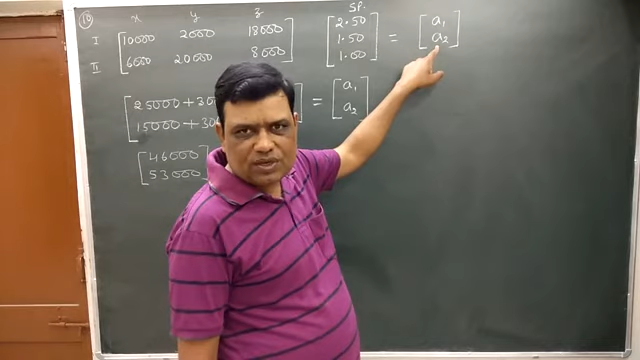 (19) x y z S.P.
I [10000 2000 18000] [2.50 1.50 1.00] = [a₁ a₂]
II [6000 20000 8000]
[25000+30 ] = [a₁ a₂]
[15000+30 ]
[46000
53000]